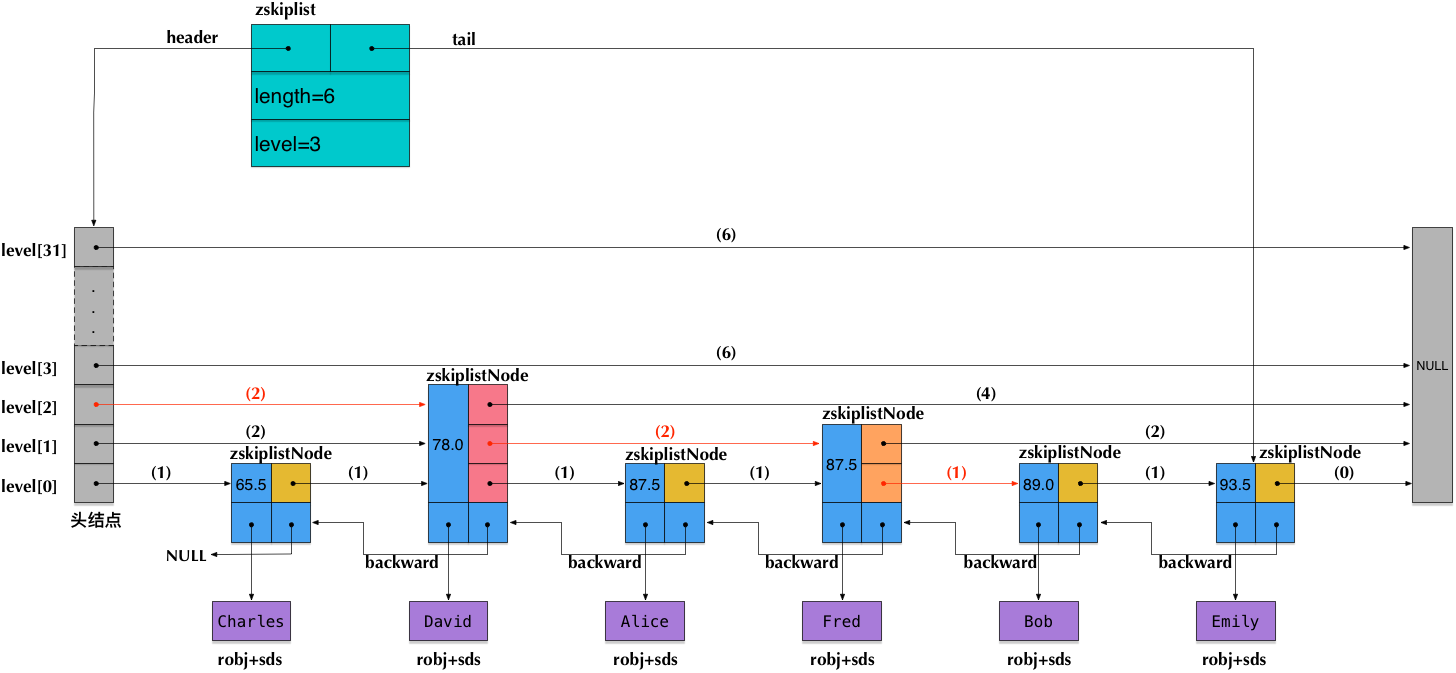 zskiplist
header
tail
length=6
level=3
level[31]
(6)
.
.
.
level[3]
(6)
NULL
zskiplistNode
level[2]
(2)
(4)
zskiplistNode
level[1]
(2)
78.0
(2)
(2)
zskiplistNode
zskiplistNode
87.5
zskiplistNode
zskiplistNode
level[0]
(1)
65.5
(1)
(1)
87.5
(1)
(1)
89.0
(1)
93.5
(0)
头结点
NULL
backward
backward
backward
backward
backward
Charles
David
Alice
Fred
Bob
Emily
robj+sds
robj+sds
robj+sds
robj+sds
robj+sds
robj+sds